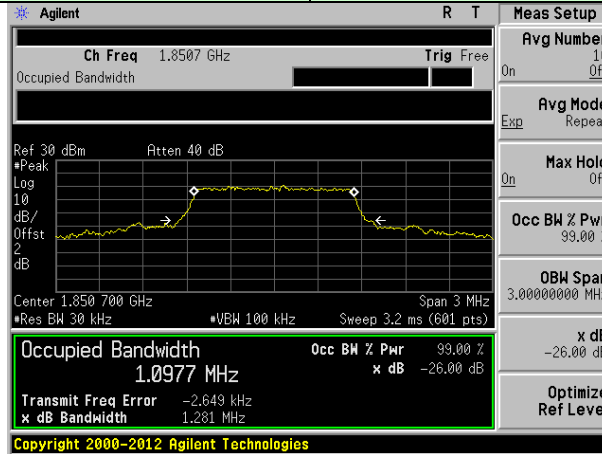 Agilent R T
Ch Freq 1.8507 GHz Trig Free
Occupied Bandwidth
Ref 30 dBm Atten 40 dB
#Peak
Log
10
dB/
Offst
2
dB
Center 1.850 700 GHz Span 3 MHz
#Res BW 30 kHz #VBW 100 kHz Sweep 3.2 ms (601 pts)
Occupied Bandwidth Occ BW % Pwr 99.00 %
1.0977 MHz x dB -26.00 dB
Transmit Freq Error -2.649 kHz
x dB Bandwidth 1.281 MHz
Copyright 2000-2012 Agilent Technologies
Meas Setup
Avg Number
10
On Of
Avg Mode
Exp Repea
Max Hold
On Of
Occ BW % Pwr
99.00
OBW Span
3.00000000 MH
x dB
-26.00 dB
Optimize
Ref Level